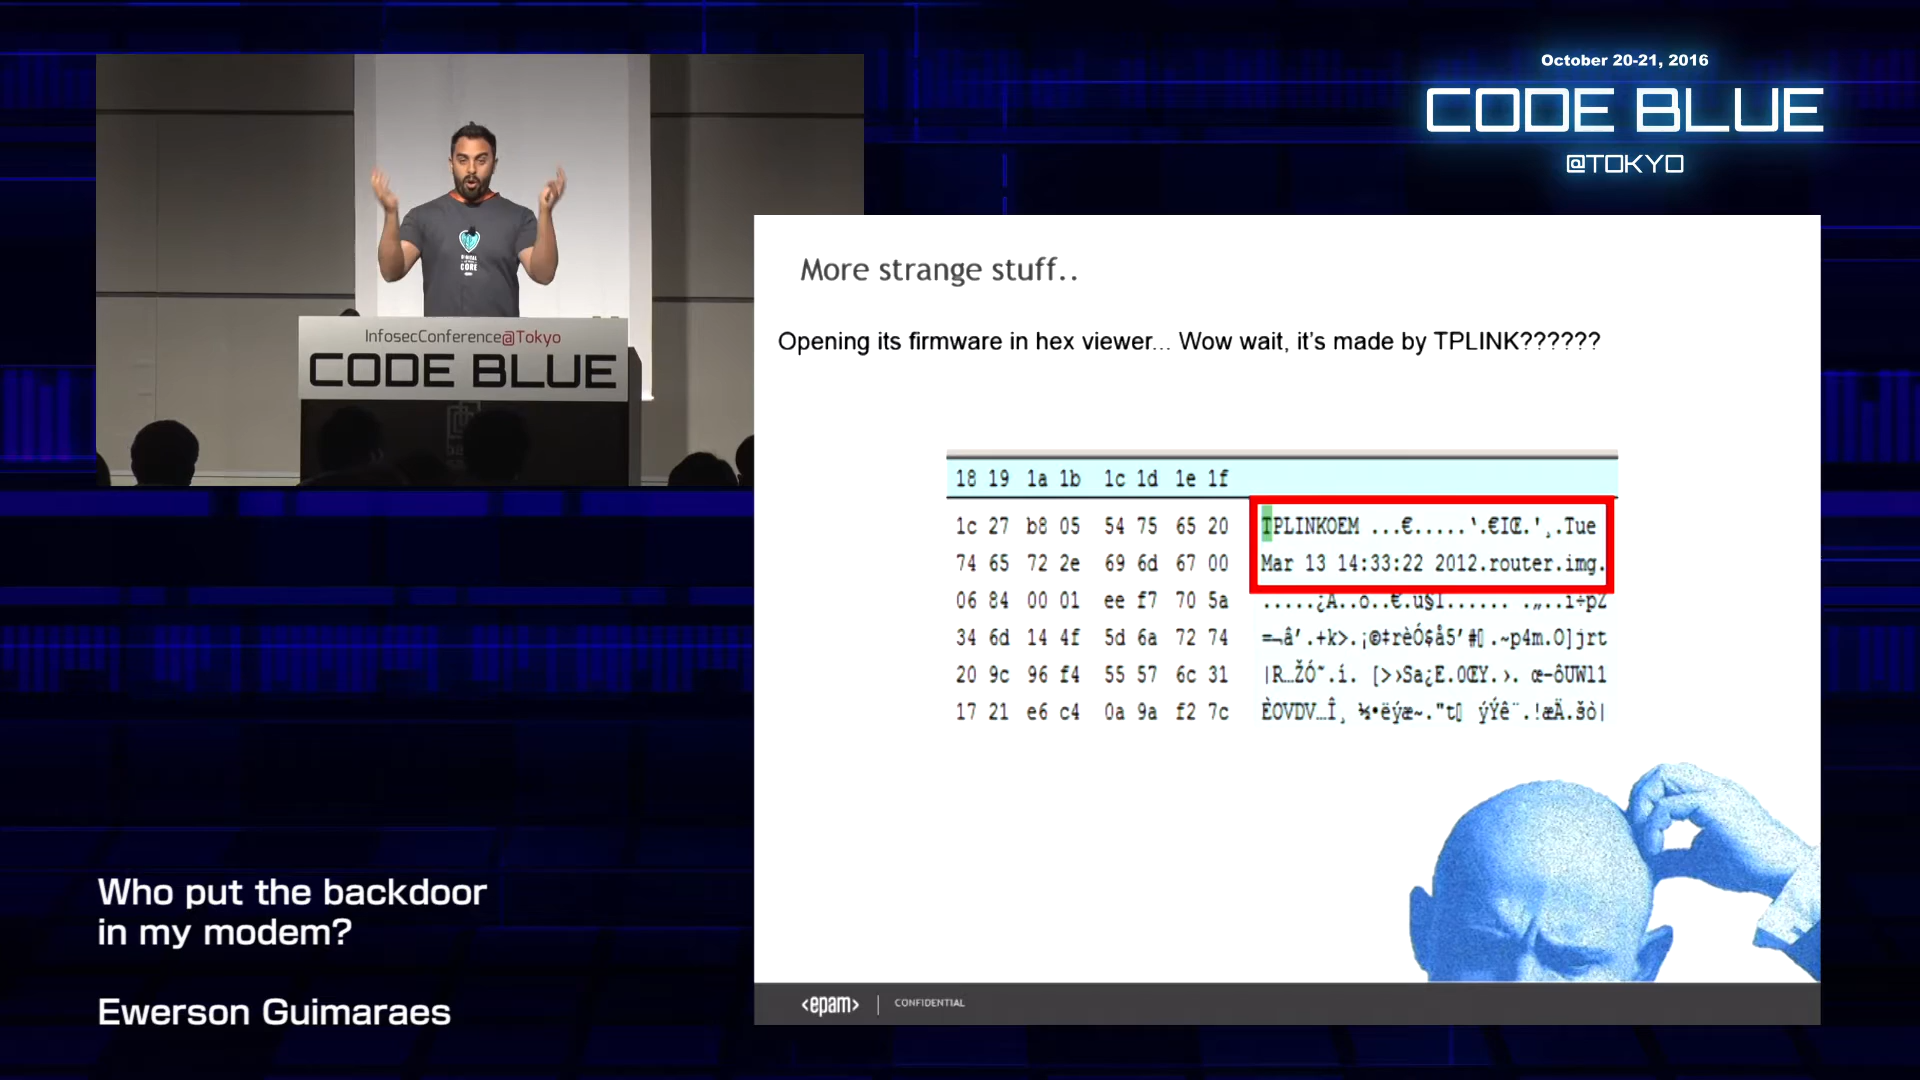 October 20-21, 2016
CODE BLUE
@TOKYO
InfosecConference@Tokyo
CODE BLUE
CORE
More strange stuff..
Opening its firmware in hex viewer... Wow wait, it's made by TPLINK??????
18 19 1a 1b 1c 1d 1e 1f
1c 27 b8 05 54 75 65 20 TPLINKOEM ...€.....‘.€IŒ.'¸.Tue
74 65 72 2e 69 6d 67 00 Mar 13 14:33:22 2012.router.img.
06 84 00 01 ee f7 70 5a
34 6d 14 4f 5d 6a 72 74
20 9c 96 f4 55 57 6c 31
17 21 e6 c4 0a 9a f2 7c
<epam> | CONFIDENTIAL
Who put the backdoor
in my modem?
Ewerson Guimaraes